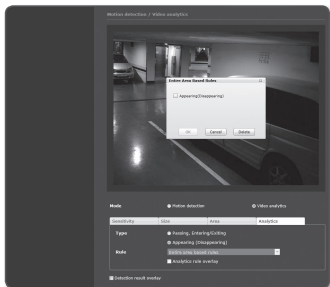 Motion detection / Video analytics
Entire Area Based Rules
Appearing(Disappearing)
OK Cancel Delete
Mode Motion detection Video analytics
Sensitivity Size Area Analytics
Type Passing, Entering/Exiting
Appearing (Disappearing)
Rule Entire area based rules
Analytics rule overlay
Detection result overlay